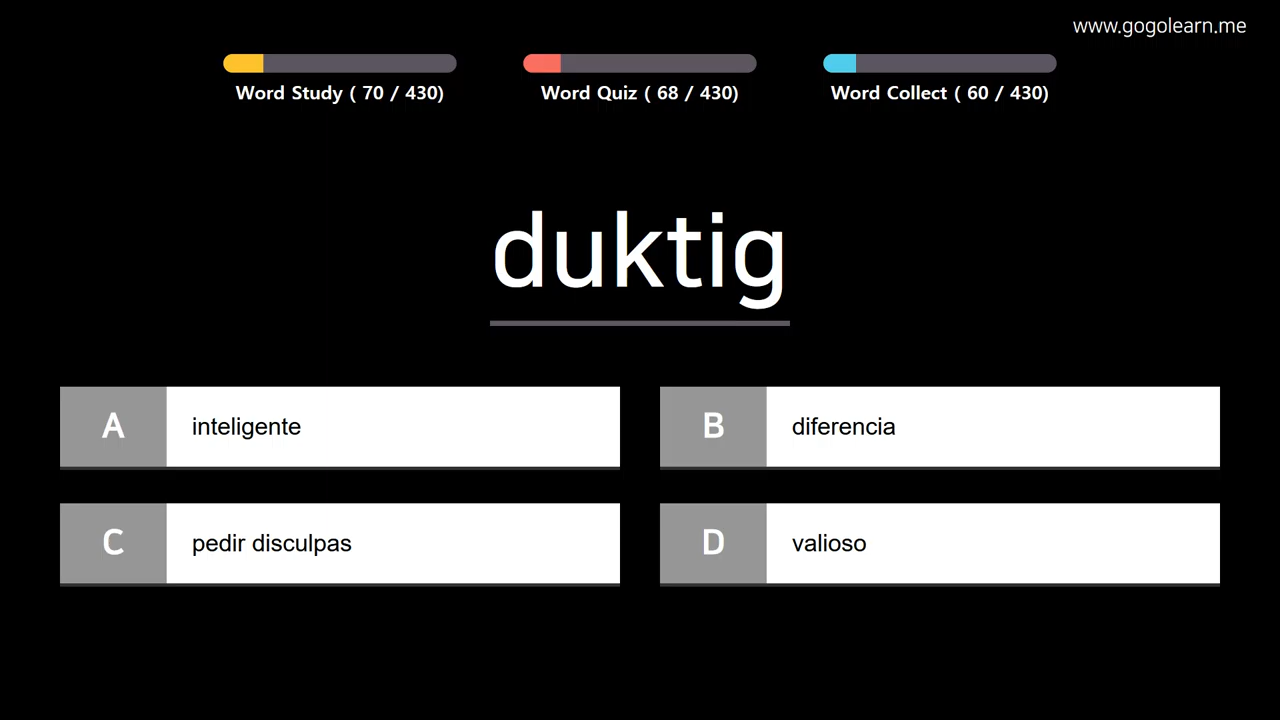 www.gogolearn.me
Word Study ( 70 / 430)
Word Quiz ( 68 / 430)
Word Collect ( 60 / 430)
duktig
A inteligente
B diferencia
C pedir disculpas
D valioso